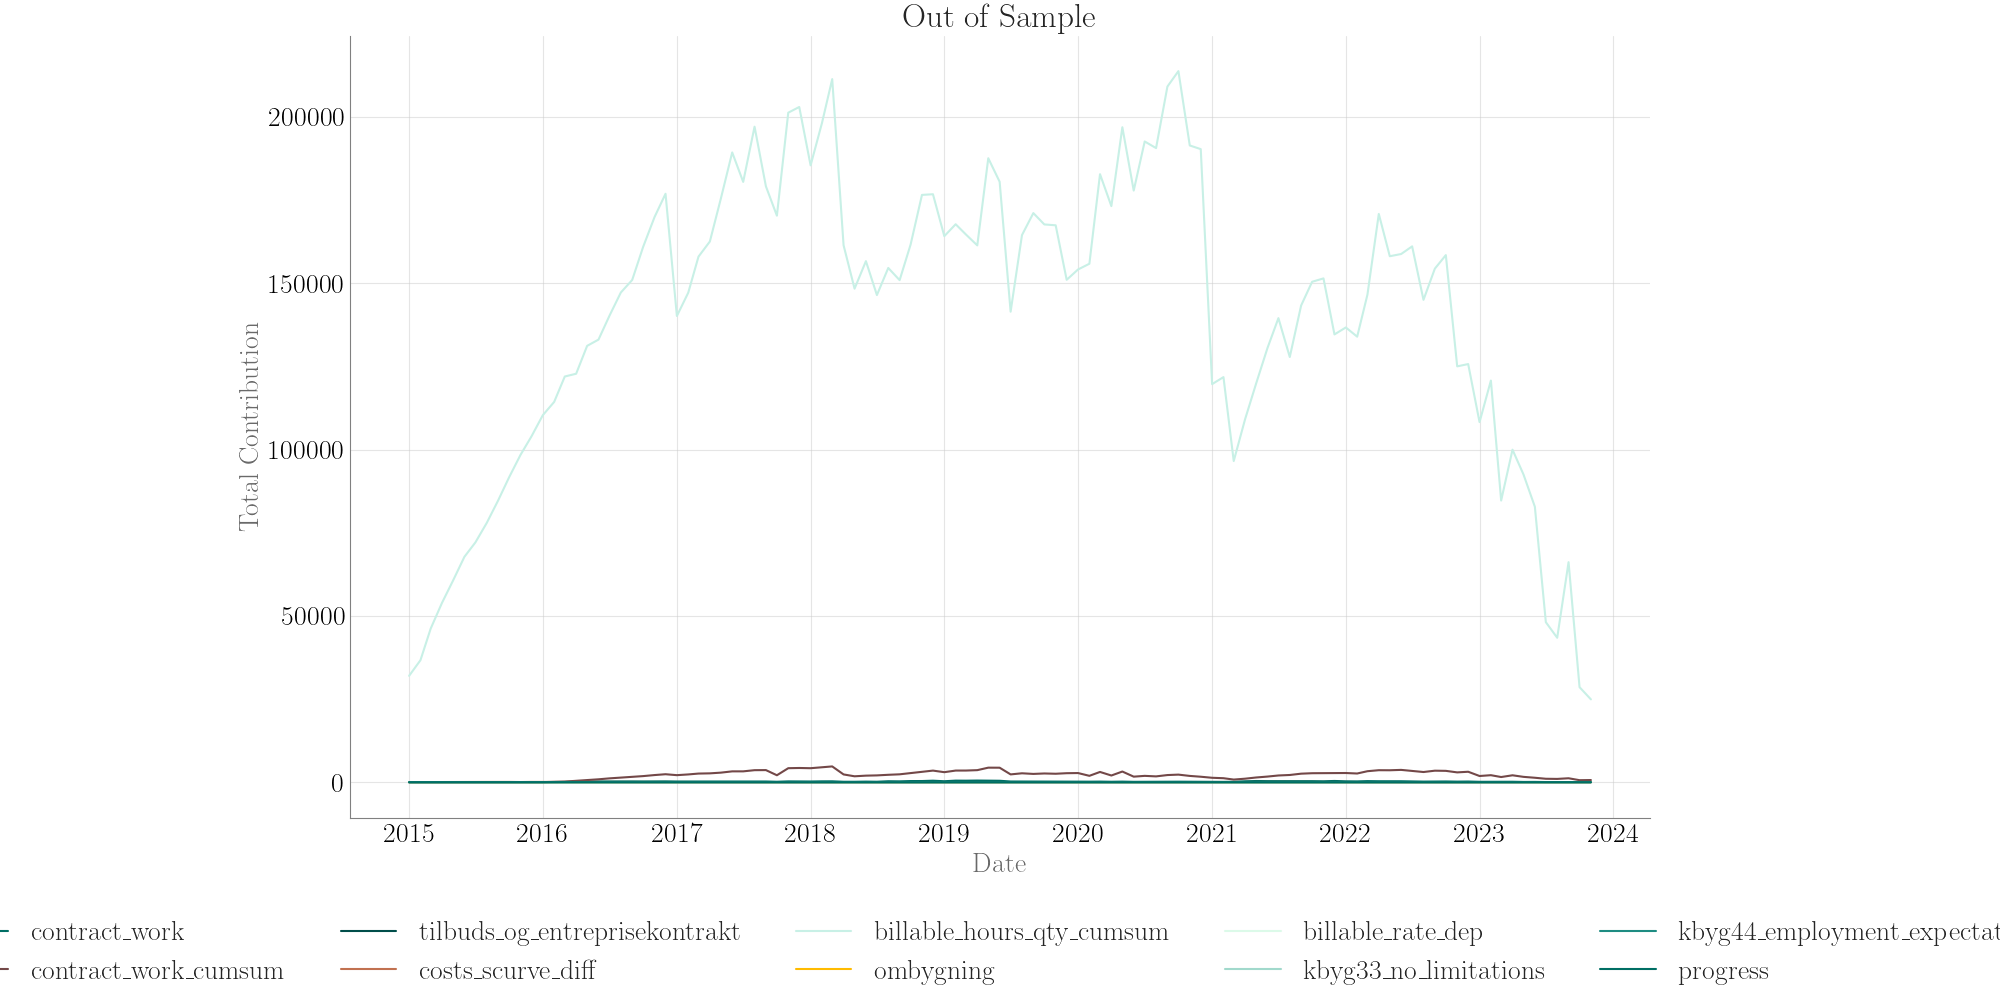 Out of Sample
Total Contribution
200000
150000
100000
50000
0
2015 2016 2017 2018 2019 2020 2021 2022 2023 2024
Date
contract_work tilbuds_og_entreprisekontrakt billable_hours_qty_cumsum billable_rate_dep kbyg44_employment_expectat
contract_work_cumsum costs_scurve_diff ombygning kbyg33_no_limitations progress